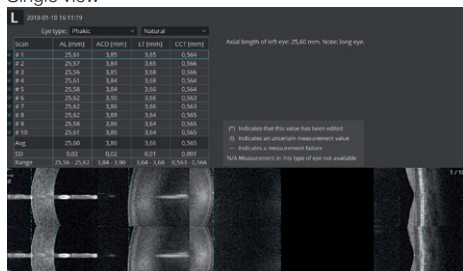 Single view
L 2018-01-10 16:11:19
Eye type: Phakic Natural
Scan AL [mm] ACD [mm] LT [mm] CCT [mm]
# 1 25,61 3,85 3,65 0,564
# 2 25,57 3,84 3,65 0,566
# 3 25,56 3,85 3,68 0,566
# 4 25,61 3,84 3,68 0,564
# 5 25,58 3,84 3,66 0,564
# 6 25,62 3,90 3,66 0,563
# 7 25,62 3,86 3,66 0,563
# 8 25,62 3,88 3,64 0,565
# 9 25,58 3,86 3,64 0,565
# 10 25,61 3,86 3,64 0,565
Avg 25,60 3,86 3,66 0,565
SD 0,02 0,02 0,01 0,001
Range 25,56 - 25,62 3,84 - 3,90 3,64 - 3,68 0,563 - 0,566
Axial length of left eye: 25,60 mm. Note: long eye.
(*) Indicates that this value has been edited
(!) Indicates an uncertain measurement value
--- Indicates a measurement failure
N/A Measurement in this type of eye not available
1 / 10